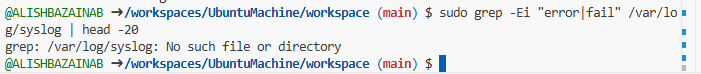 @ALISHBAZAINAB ➜/workspaces/UbuntuMachine/workspace (main) $ sudo grep -Ei "error|fail" /var/lo
g/syslog | head -20
grep: /var/log/syslog: No such file or directory
@ALISHBAZAINAB ➜/workspaces/UbuntuMachine/workspace (main) $